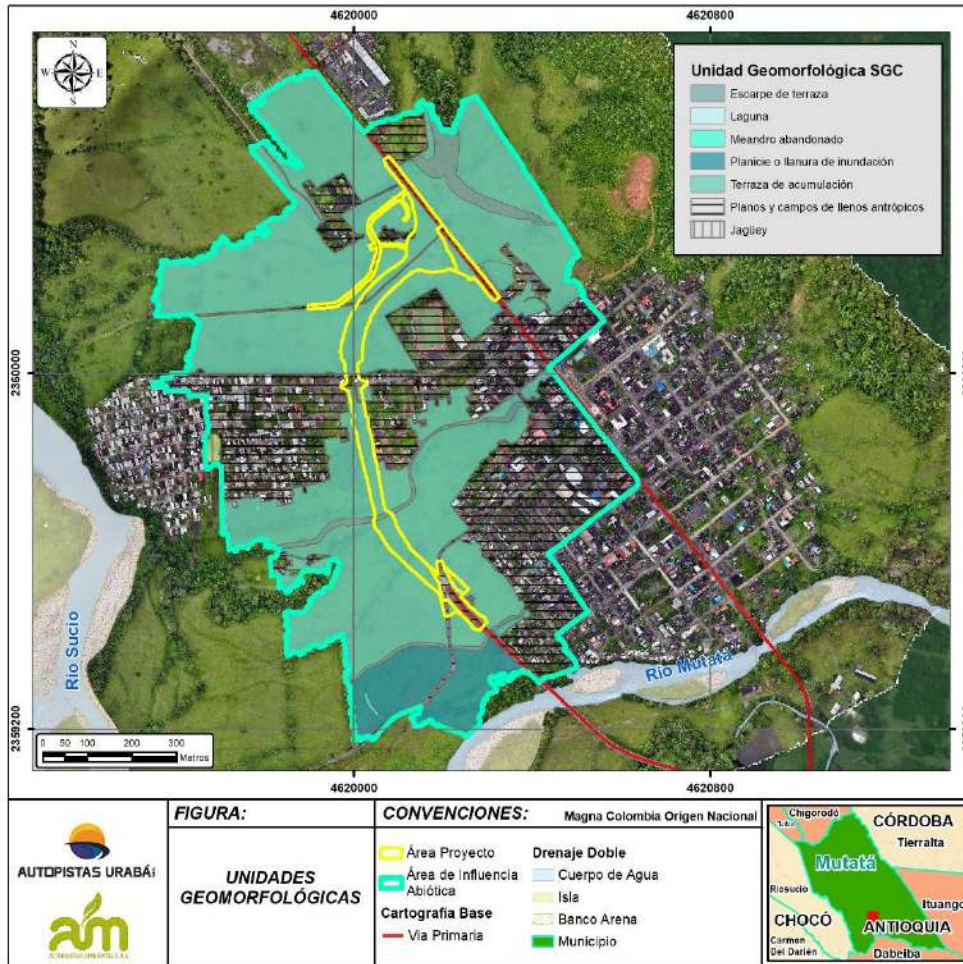 4620000
4620800
N
W
E
S
Unidad Geomorfológica SGC
Escarpe de terraza
Laguna
Meandro abandonado
Planicie o llanura de inundación
Terraza de acumulación
Planos y campos de llenos antrópicos
Jagüey
2360000
2359200
Río Sucio
Río Mutatá
0 50 100 200 300
Metros
4620000
4620800
FIGURA:
UNIDADES
GEOMORFOLÓGICAS
CONVENCIONES:
Magna Colombia Origen Nacional
Área Proyecto
Área de Influencia
Abiótica
Cartografía Base
Via Primaria
Drenaje Doble
Cuerpo de Agua
Isla
Banco Arena
Municipio
AUTOPISTAS URABÁ
am
Chigorodó
CÓRDOBA
Tierralta
Mutatá
Riosucio
Ituango
CHOCÓ
ANTIOQUIA
Carmen
Del Darién
Dabeiba